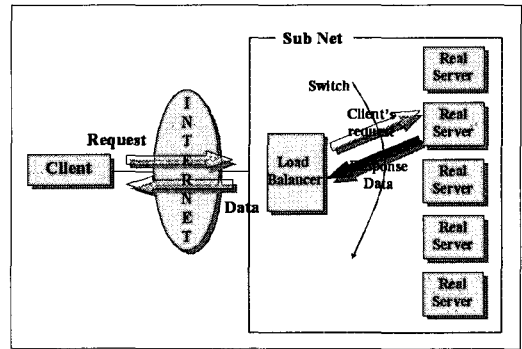 Sub Net
Real
Server
Switch
Client's
request
Real
Server
Request
INTERNET
Client
Load
Balancer
Response
Data
Real
Server
Data
Real
Server
Real
Server